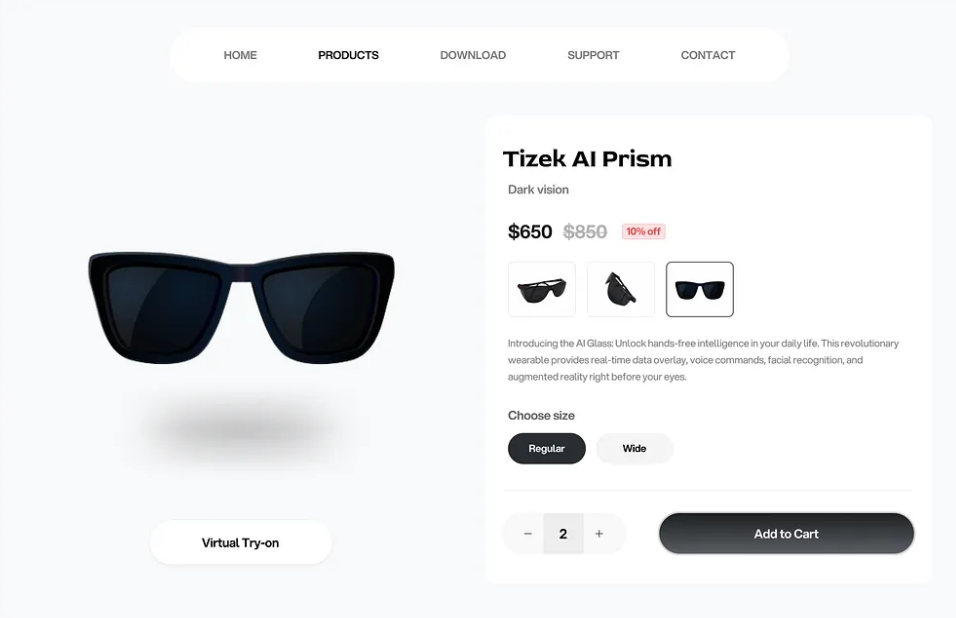 HOME PRODUCTS DOWNLOAD SUPPORT CONTACT
Tizek AI Prism
Dark vision
$650 $850 10% off
Introducing the AI Glass: Unlock hands-free intelligence in your daily life. This revolutionary
wearable provides real-time data overlay, voice commands, facial recognition, and
augmented reality right before your eyes.
Choose size
Regular Wide
− 2 + Add to Cart
Virtual Try-on